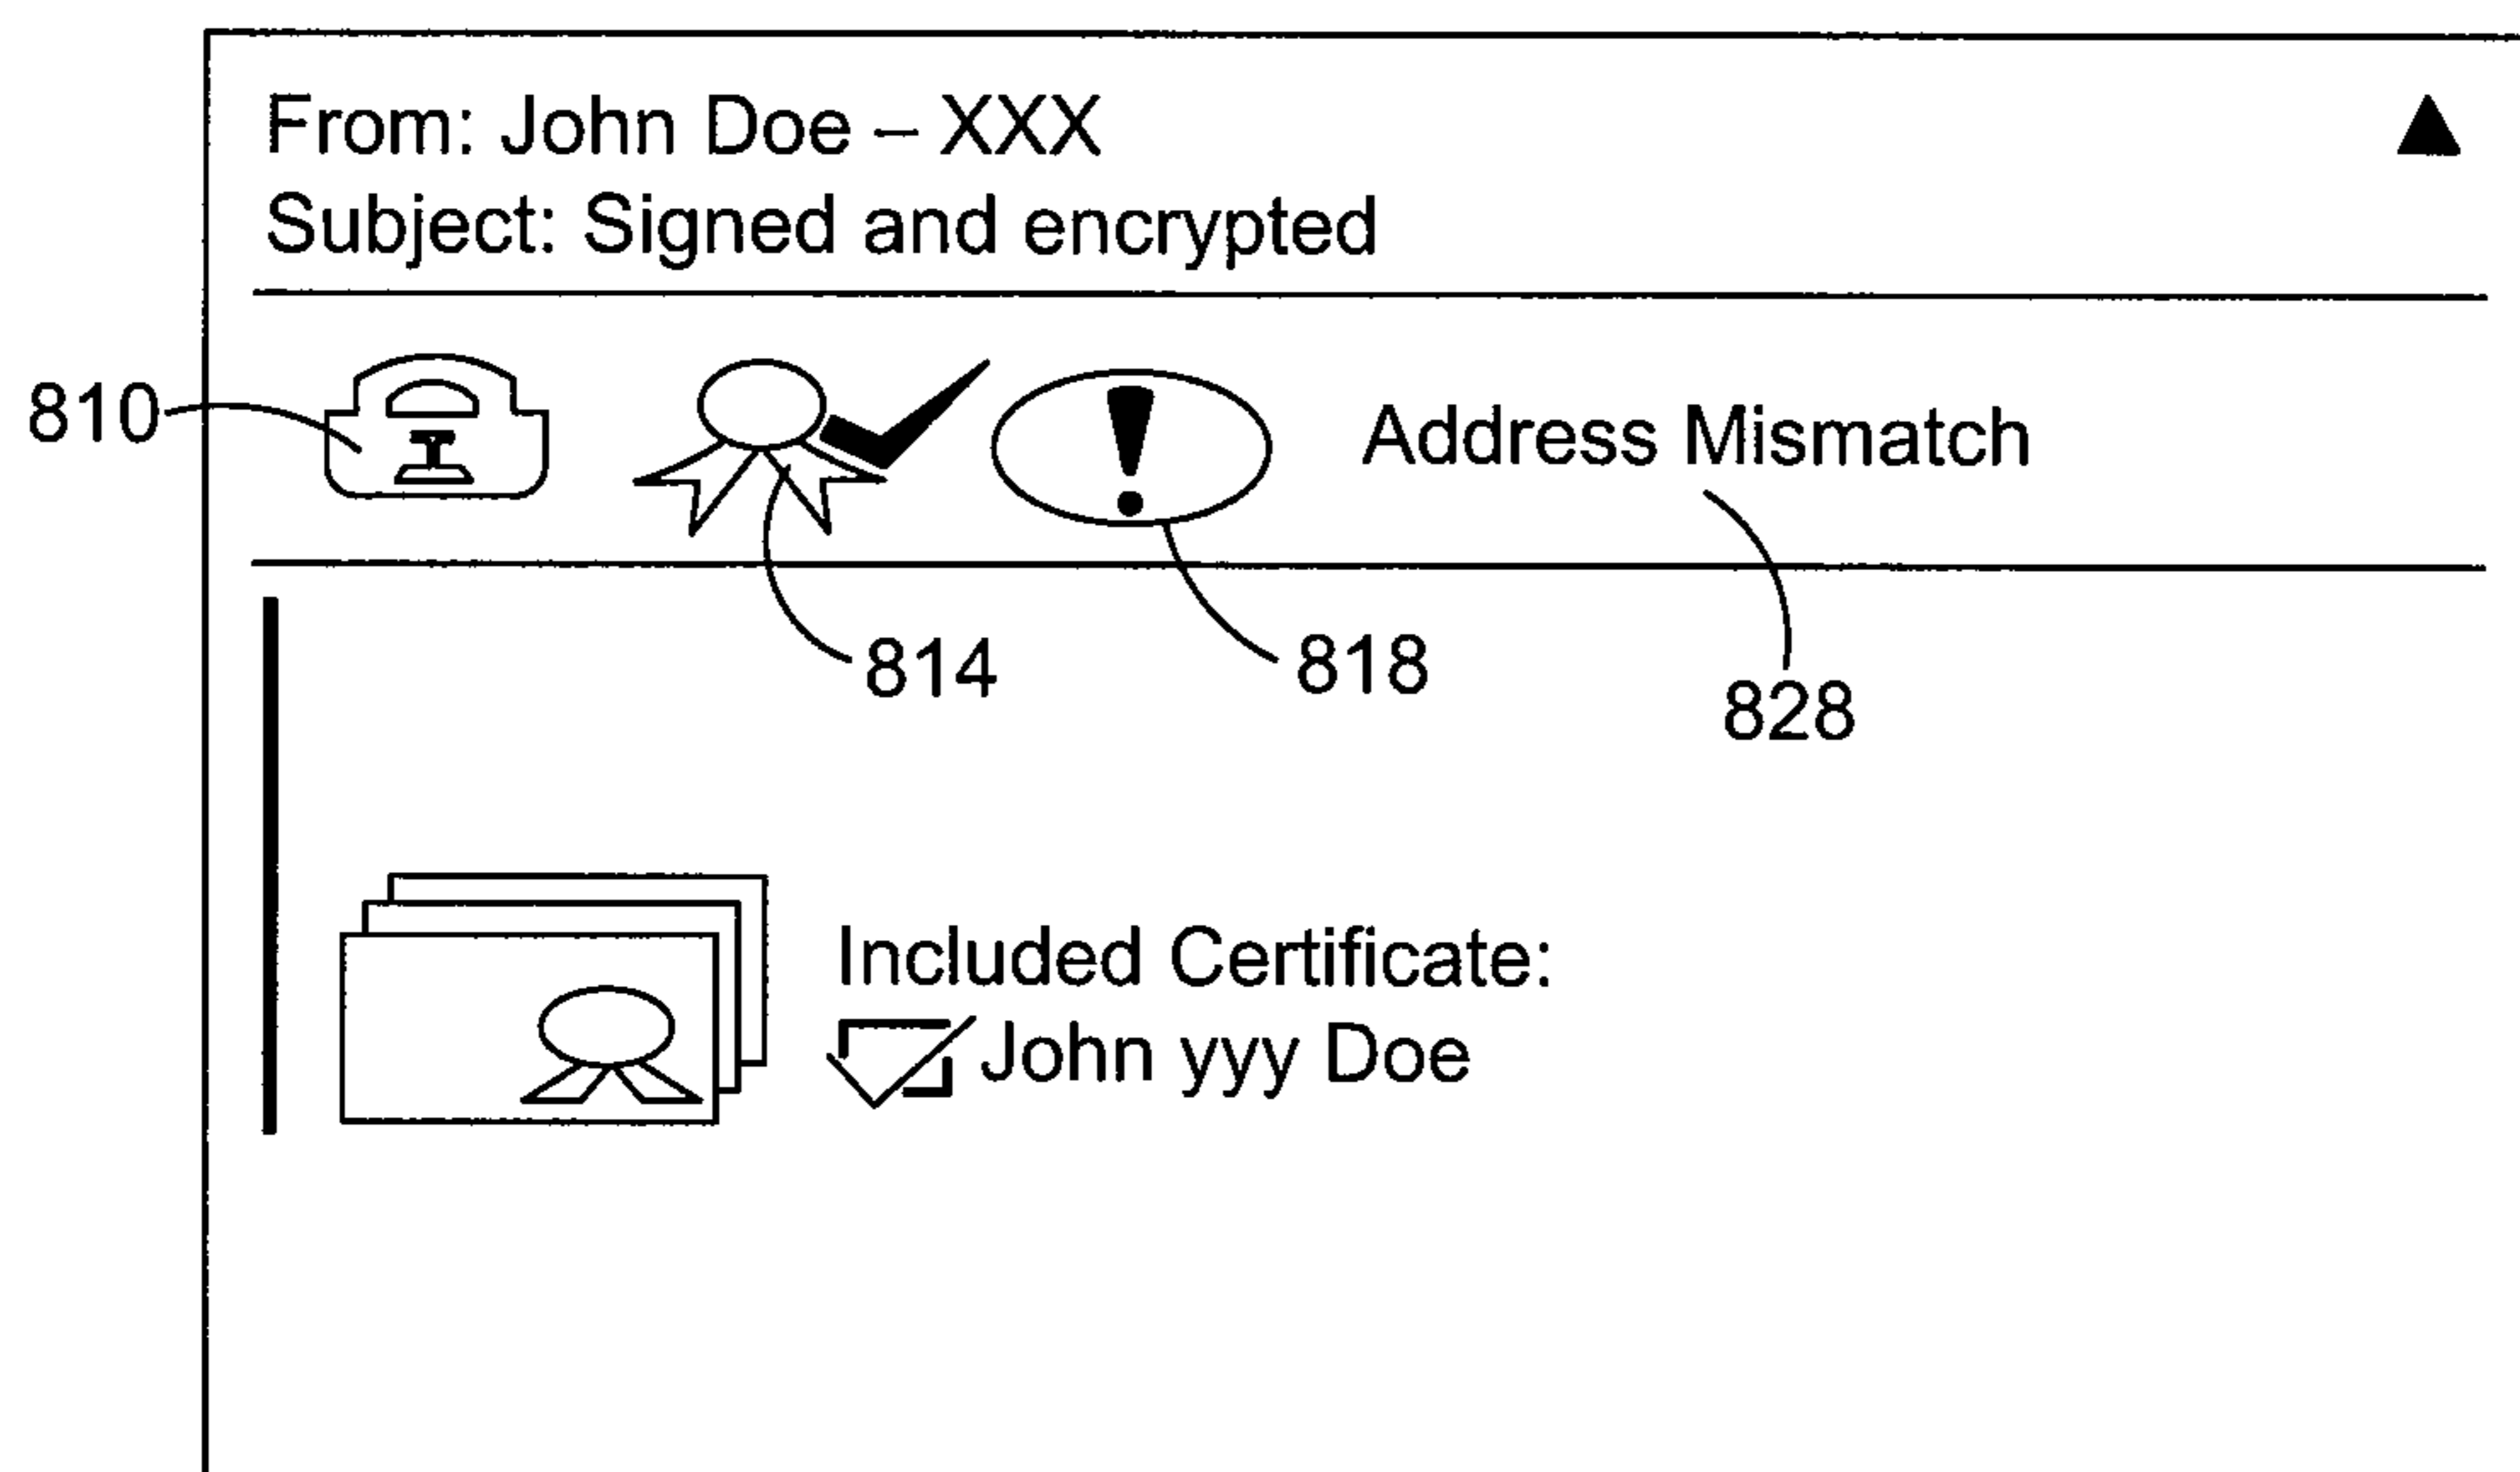 From: John Doe – XXX
Subject: Signed and encrypted
810
Address Mismatch
814
818
828
Included Certificate:
John yyy Doe